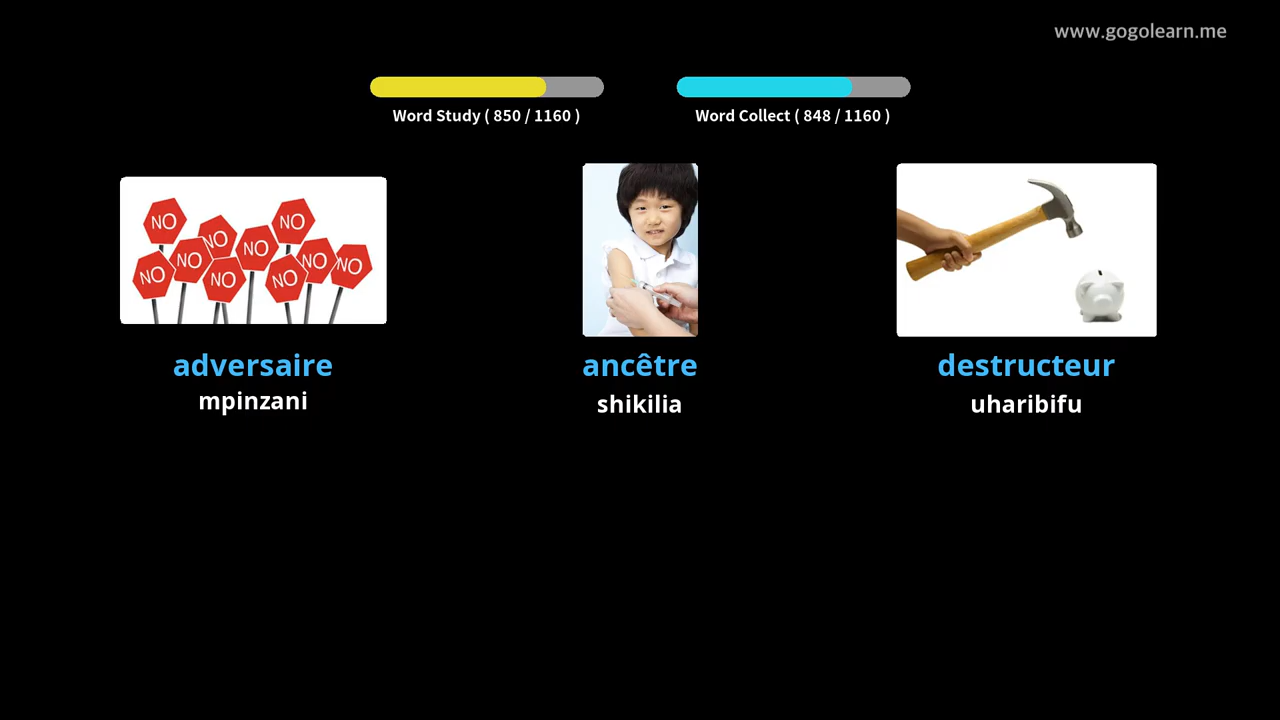 www.gogolearn.me
Word Study ( 850 / 1160 )
Word Collect ( 848 / 1160 )
NO NO NO NO NO NO NO NO NO NO
adversaire
mpinzani
ancêtre
shikilia
destructeur
uharibifu